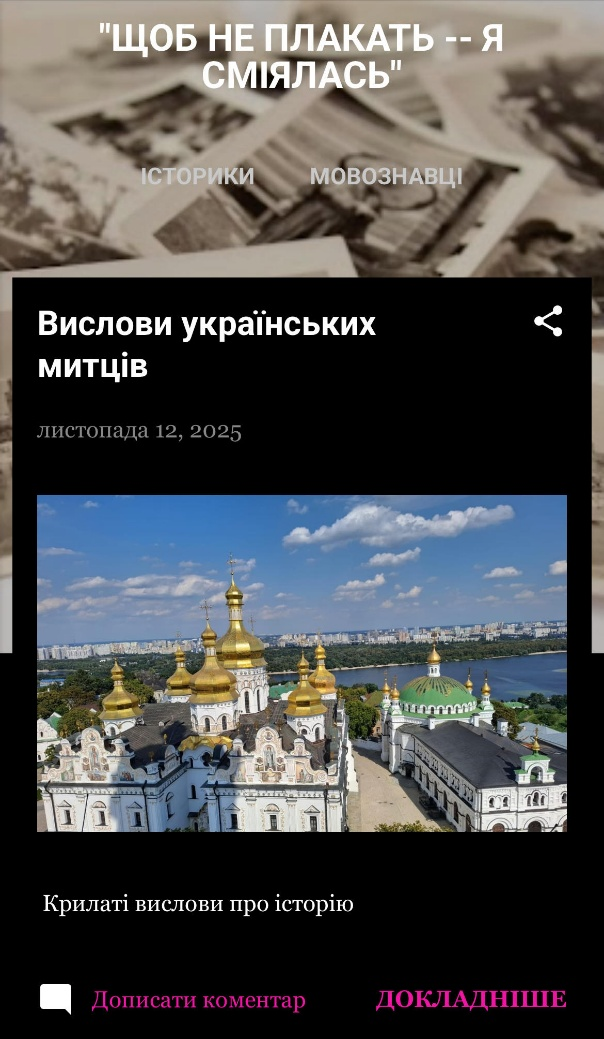 "ЩОБ НЕ ПЛАКАТЬ -- Я
СМІЯЛАСЬ"
ІСТОРИКИ МОВОЗНАВЦІ
Вислови українських
митців
листопада 12, 2025
Крилаті вислови про історію
Дописати коментар ДОКЛАДНІШЕ